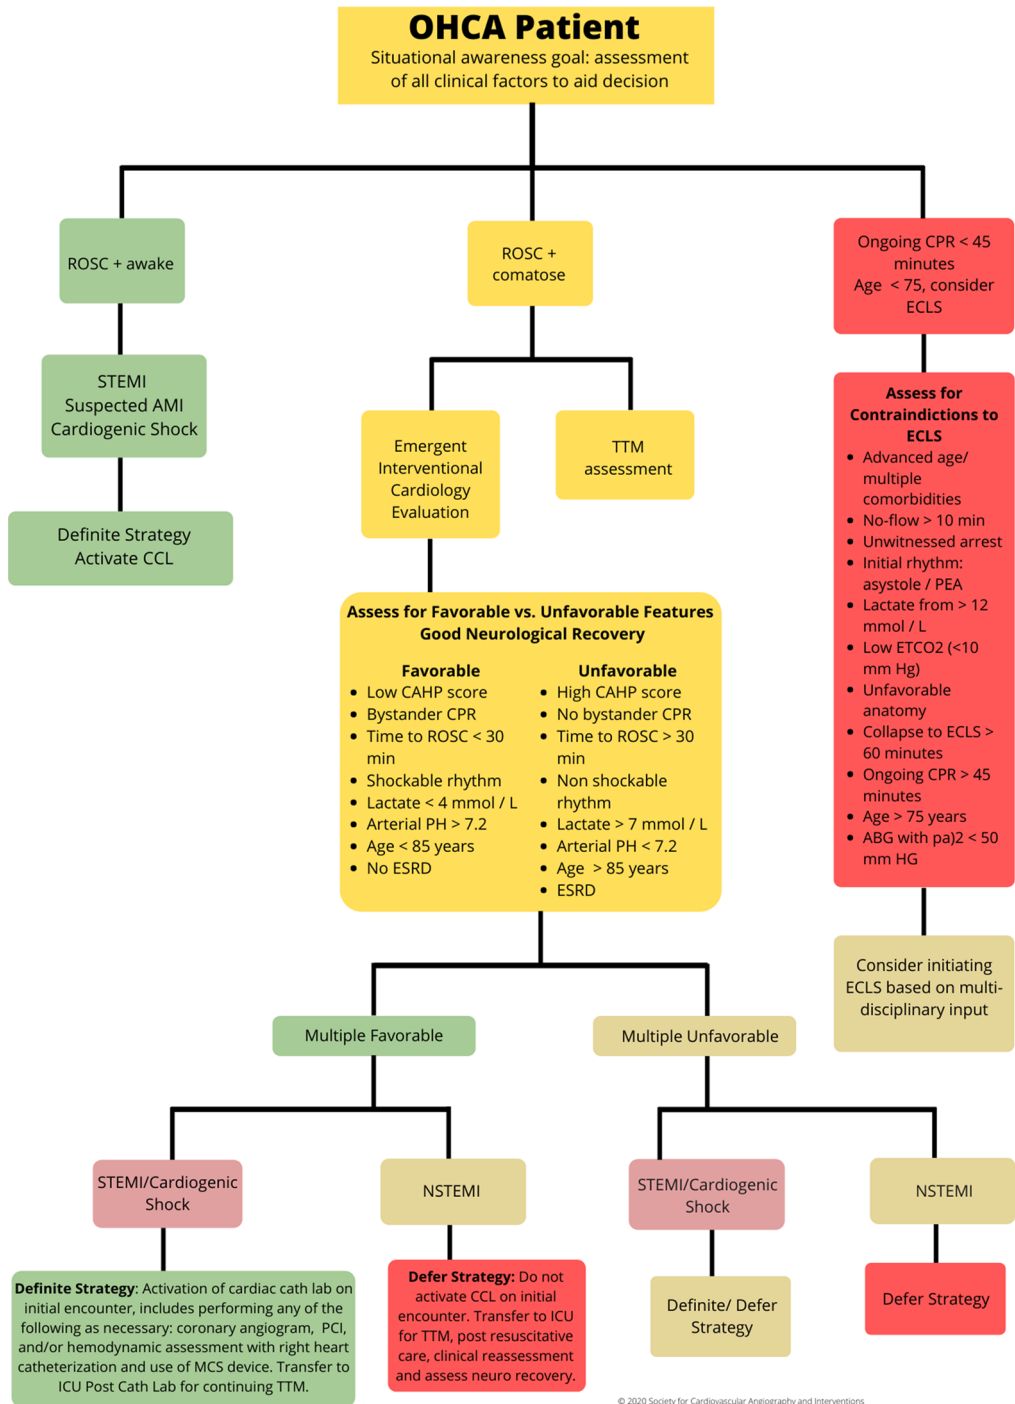 OHCA Patient
Situational awareness goal: assessment
of all clinical factors to aid decision
ROSC + awake
STEMI
Suspected AMI
Cardiogenic Shock
Definite Strategy
Activate CCL
ROSC +
comatose
Emergent
Interventional
Cardiology
Evaluation
TTM
assessment
Assess for Favorable vs. Unfavorable Features
Good Neurological Recovery
Favorable
• Low CAHP score
• Bystander CPR
• Time to ROSC < 30
min
• Shockable rhythm
• Lactate < 4 mmol / L
• Arterial PH > 7.2
• Age < 85 years
• No ESRD
Unfavorable
• High CAHP score
• No bystander CPR
• Time to ROSC > 30
min
• Non shockable
rhythm
• Lactate > 7 mmol / L
• Arterial PH < 7.2
• Age > 85 years
• ESRD
Ongoing CPR < 45
minutes
Age < 75, consider
ECLS
Assess for
Contraindictions to
ECLS
• Advanced age/
multiple
comorbidities
• No-flow > 10 min
• Unwitnessed arrest
• Initial rhythm:
asystole / PEA
• Lactate from > 12
mmol / L
• Low ETCO2 (<10
mm Hg)
• Unfavorable
anatomy
• Collapse to ECLS >
60 minutes
• Ongoing CPR > 45
minutes
• Age > 75 years
• ABG with pa)2 < 50
mm HG
Consider initiating
ECLS based on multi-
disciplinary input
Multiple Favorable
Multiple Unfavorable
STEMI/Cardiogenic
Shock
NSTEMI
STEMI/Cardiogenic
Shock
NSTEMI
Definite Strategy: Activation of cardiac cath lab on
initial encounter, includes performing any of the
following as necessary: coronary angiogram, PCI,
and/or hemodynamic assessment with right heart
catheterization and use of MCS device. Transfer to
ICU Post Cath Lab for continuing TTM.
Defer Strategy: Do not
activate CCL on initial
encounter. Transfer to ICU
for TTM, post resuscitative
care, clinical reassessment
and assess neuro recovery.
Definite/ Defer
Strategy
Defer Strategy
© 2020 Society for Cardiovascular Angiography and Interventions